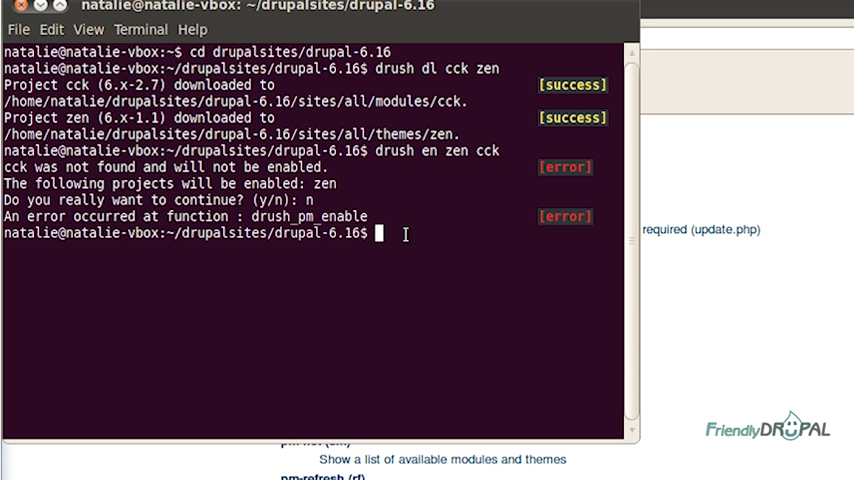 natalie@natalie-vbox: ~/drupalsites/drupal-6.16
File Edit View Terminal Help
natalie@natalie-vbox:~$ cd drupalsites/drupal-6.16
natalie@natalie-vbox:~/drupalsites/drupal-6.16$ drush dl cck zen
Project cck (6.x-2.7) downloaded to [success]
/home/natalie/drupalsites/drupal-6.16/sites/all/modules/cck.
Project zen (6.x-1.1) downloaded to [success]
/home/natalie/drupalsites/drupal-6.16/sites/all/themes/zen.
natalie@natalie-vbox:~/drupalsites/drupal-6.16$ drush en zen cck
cck was not found and will not be enabled. [error]
The following projects will be enabled: zen
Do you really want to continue? (y/n): n
An error occurred at function : drush_pm_enable [error]
natalie@natalie-vbox:~/drupalsites/drupal-6.16$
required (update.php)
FriendlyDRUPAL
Show a list of available modules and themes
pm-refresh (rf)